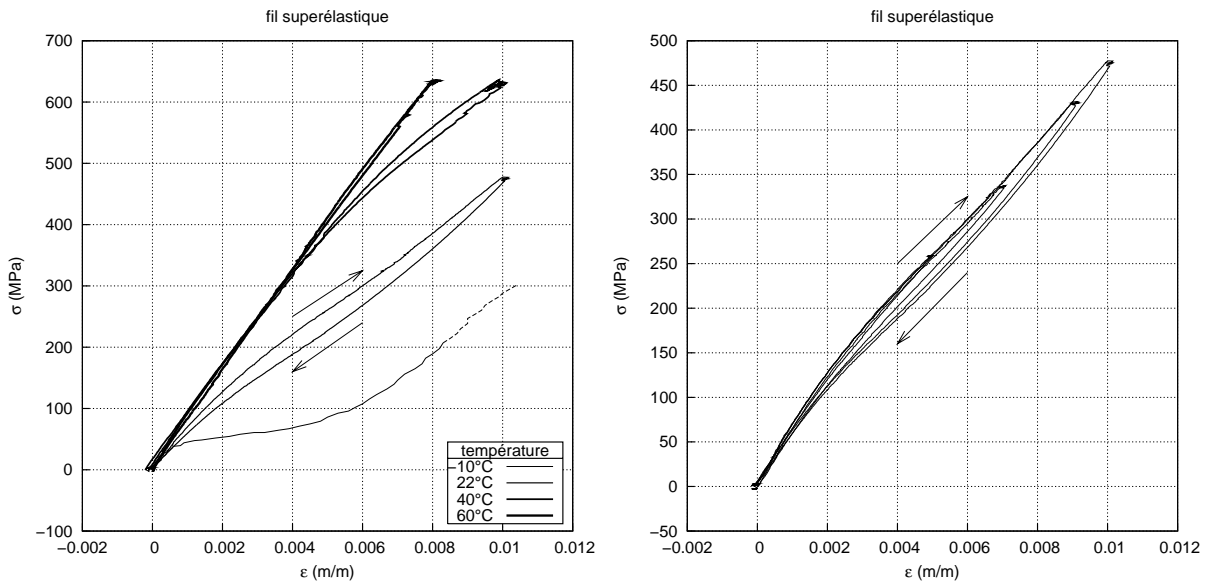 fil superélastique
700
600
500
400
300
200
100
0
−100
σ (MPa)
−0.002 0 0.002 0.004 0.006 0.008 0.01 0.012
ε (m/m)
température
−10°C
22°C
40°C
60°C
fil superélastique
500
450
400
350
300
250
200
150
100
50
0
−50
σ (MPa)
−0.002 0 0.002 0.004 0.006 0.008 0.01 0.012
ε (m/m)